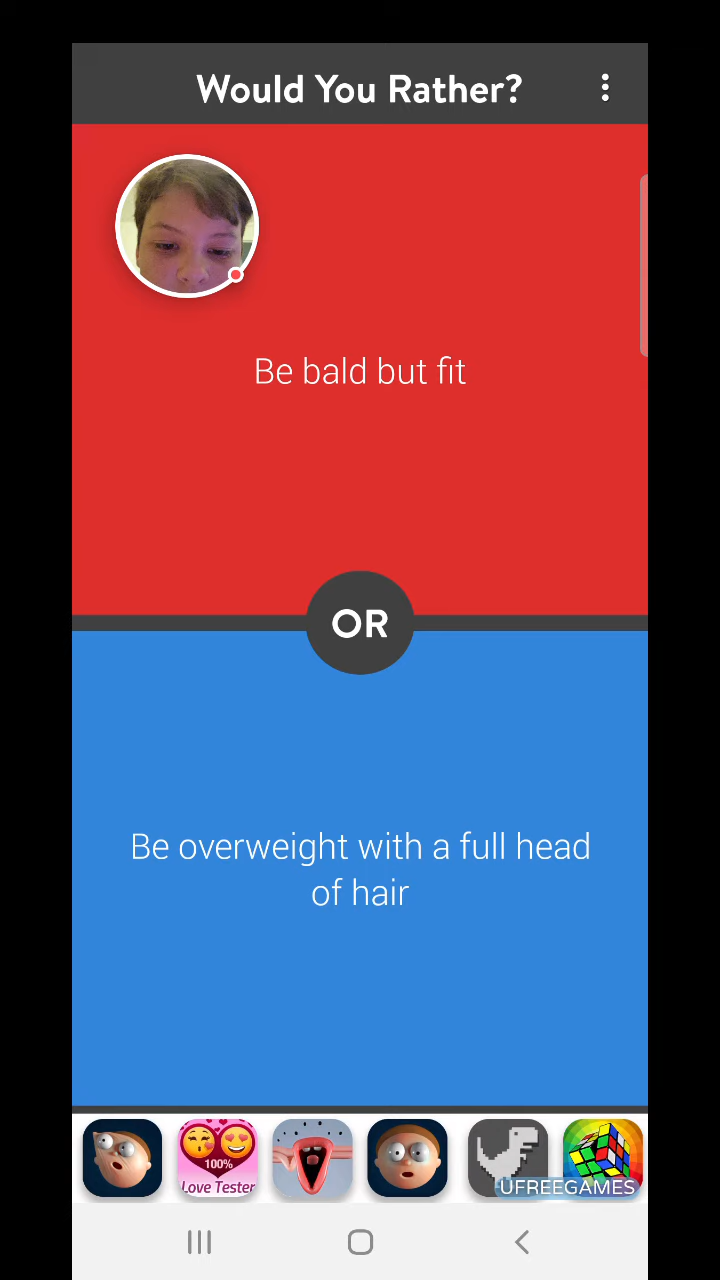 Would You Rather?
Be bald but fit
OR
Be overweight with a full head
of hair
100%
Love Tester
UFREEGAMES